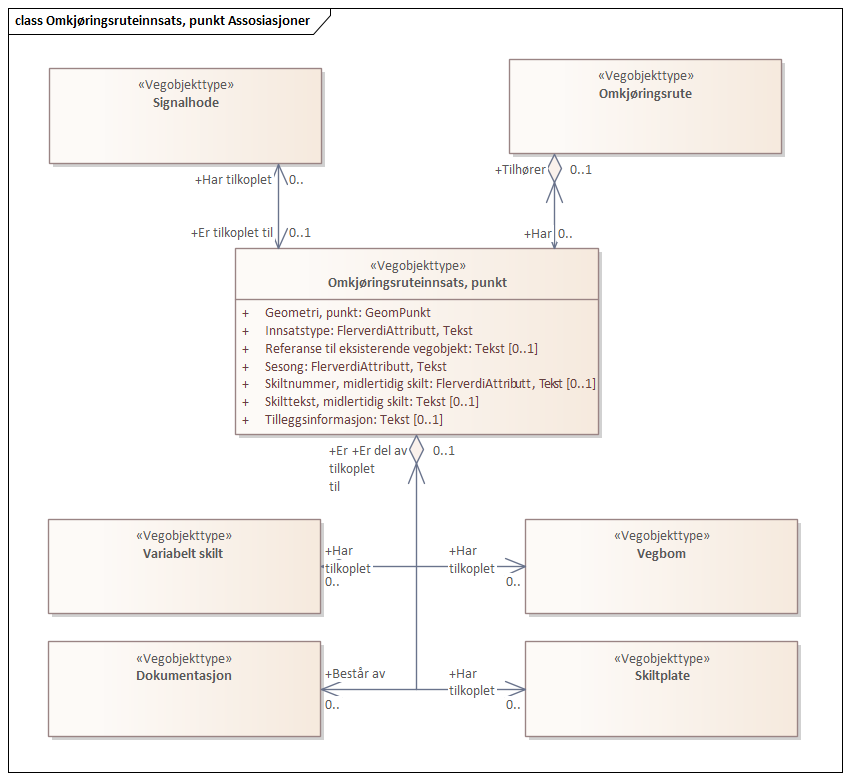 class Omkjøringsruteinnsats, punkt Assosiasjoner
«Vegobjekttype»
Signalhode
«Vegobjekttype»
Omkjøringsrute
+Har tilkoplet
0..
+Tilhører
0..1
+Er tilkoplet til
0..1
+Har
0..
«Vegobjekttype»
Omkjøringsruteinnsats, punkt
+ Geometri, punkt: GeomPunkt
+ Innsatstype: FlerverdiAttributt, Tekst
+ Referanse til eksisterende vegobjekt: Tekst [0..1]
+ Sesong: FlerverdiAttributt, Tekst
+ Skiltnummer, midlertidig skilt: FlerverdiAttributt, Tekst [0..1]
+ Skilttekst, midlertidig skilt: Tekst [0..1]
+ Tilleggsinformasjon: Tekst [0..1]
+Er +Er del av
tilkoplet
til
0..1
«Vegobjekttype»
Variabelt skilt
+Har
tilkoplet
0..
+Har
tilkoplet
0..
«Vegobjekttype»
Vegbom
«Vegobjekttype»
Dokumentasjon
+Består av
0..
+Har
tilkoplet
0..
«Vegobjekttype»
Skiltplate